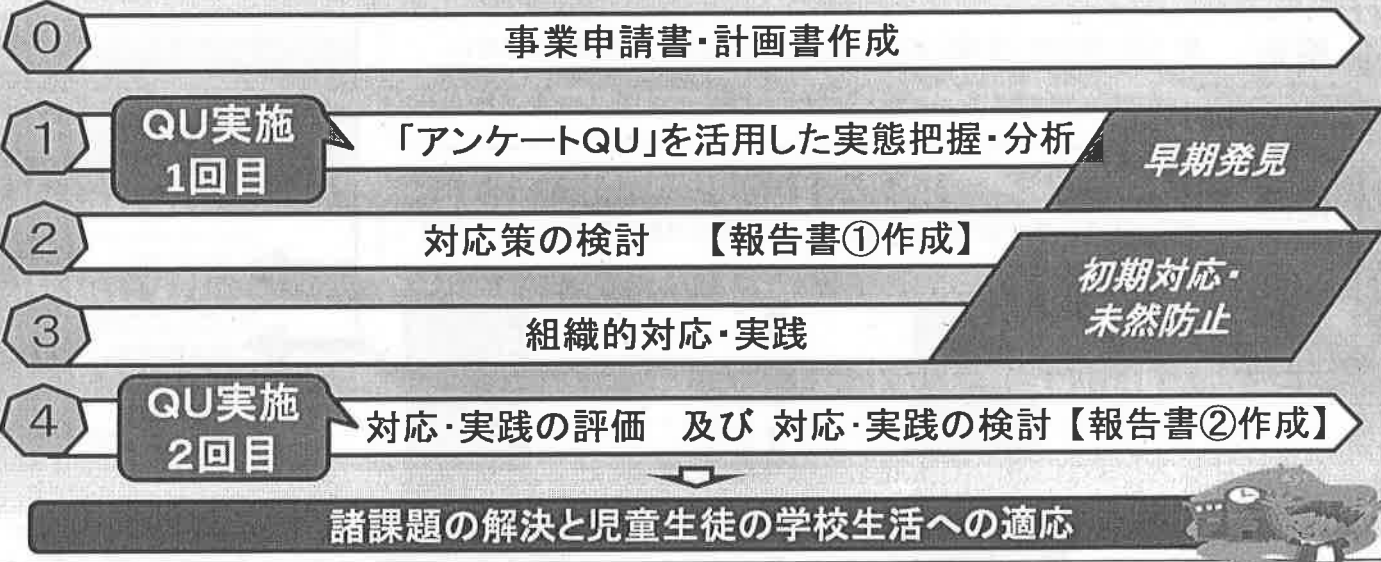 0 事業申請書・計画書作成
1 QU実施
1回目
「アンケートQU」を活用した実態把握・分析
早期発見
2 対応策の検討　【報告書①作成】
初期対応・
未然防止
3 組織的対応・実践
4 QU実施
2回目
対応・実践の評価　及び　対応・実践の検討【報告書②作成】
諸課題の解決と児童生徒の学校生活への適応